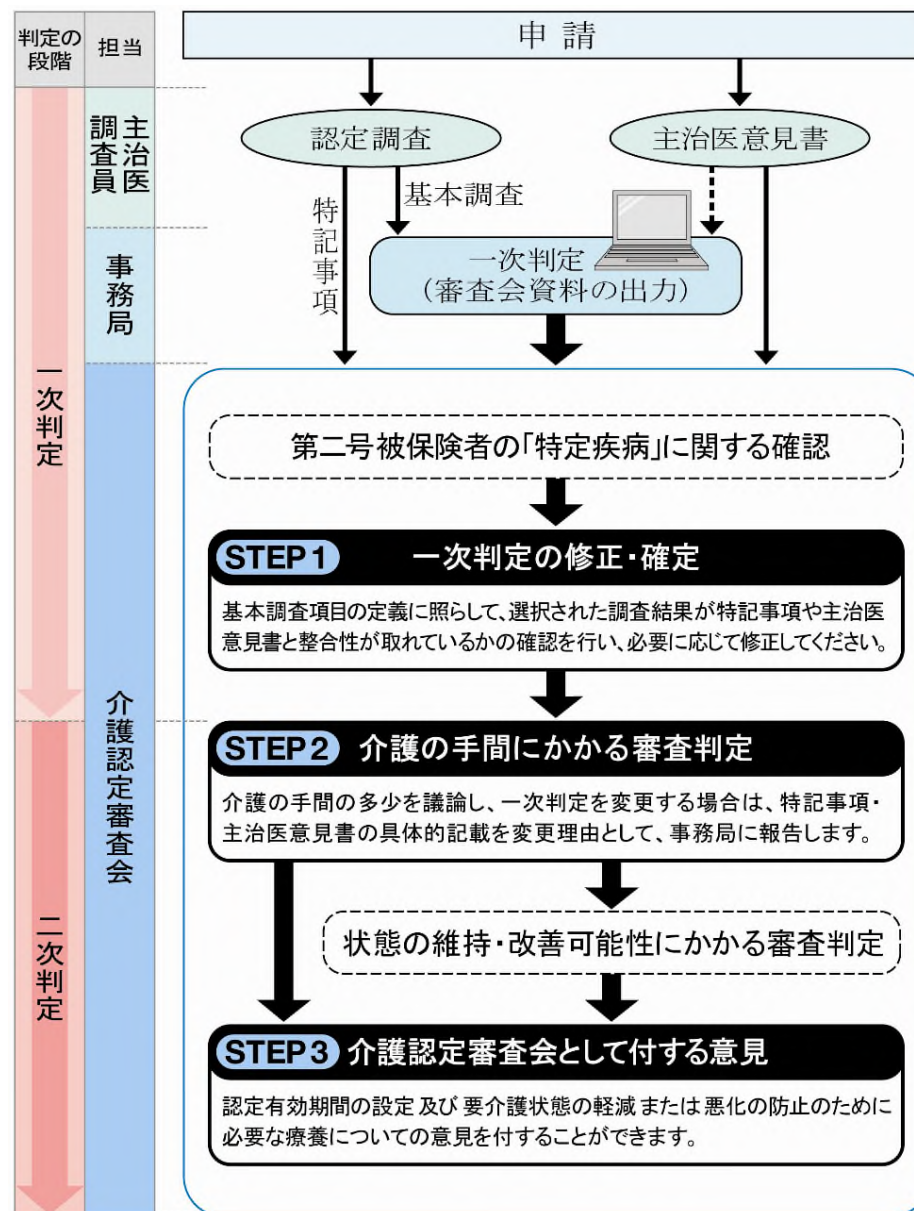 判定の
段階
担当
申請
主治医
調査員
認定調査
主治医意見書
特記事項
基本調査
事務局
一次判定
(審査会資料の出力)
一次判定
第二号被保険者の「特定疾病」に関する確認
STEP1 一次判定の修正・確定
基本調査項目の定義に照らして、選択された調査結果が特記事項や主治医
意見書と整合性が取れているかの確認を行い、必要に応じて修正してください。
介護認定審査会
STEP2 介護の手間にかかる審査判定
介護の手間の多少を議論し、一次判定を変更する場合は、特記事項・
主治医意見書の具体的記載を変更理由として、事務局に報告します。
二次判定
状態の維持・改善可能性にかかる審査判定
STEP3 介護認定審査会として付する意見
認定有効期間の設定及び要介護状態の軽減または悪化の防止のために
必要な療養についての意見を付することができます。